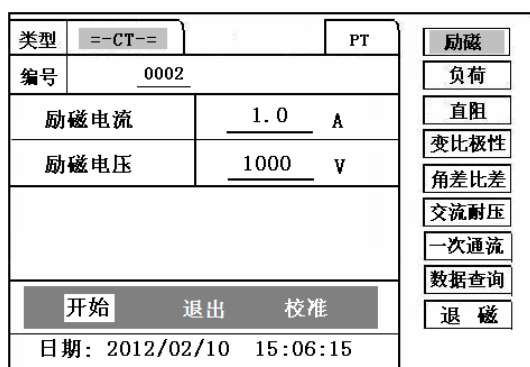 类型 =-CT-= PT
编号 0002
励磁电流 1.0 A
励磁电压 1000 V
开始 退出 校准
日期: 2012/02/10 15:06:15
励磁
负荷
直阻
变比极性
角差比差
交流耐压
一次通流
数据查询
退 磁